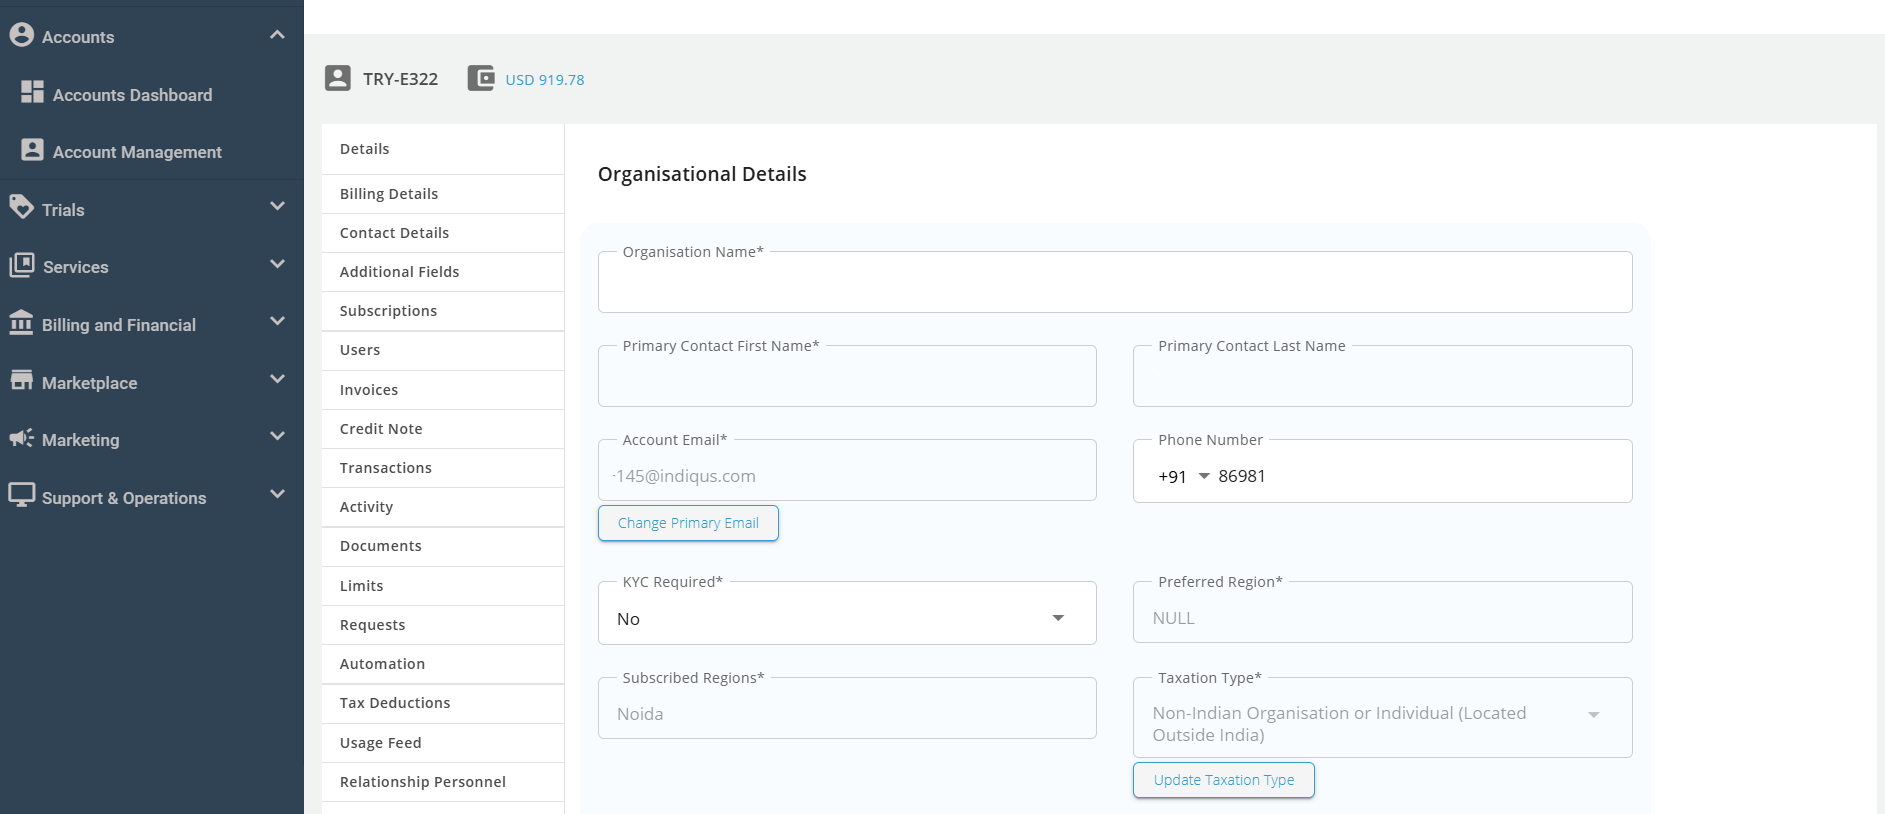 Accounts
Accounts Dashboard
Account Management
Trials
Services
Billing and Financial
Marketplace
Marketing
Support & Operations
TRY-E322
USD 919.78
Details
Billing Details
Contact Details
Additional Fields
Subscriptions
Users
Invoices
Credit Note
Transactions
Activity
Documents
Limits
Requests
Automation
Tax Deductions
Usage Feed
Relationship Personnel
Organisational Details
Organisation Name*
Primary Contact First Name*
Primary Contact Last Name
Account Email*
145@indiqus.com
Change Primary Email
Phone Number
+91 86981
KYC Required*
No
Preferred Region*
NULL
Subscribed Regions*
Noida
Taxation Type*
Non-Indian Organisation or Individual (Located
Outside India)
Update Taxation Type